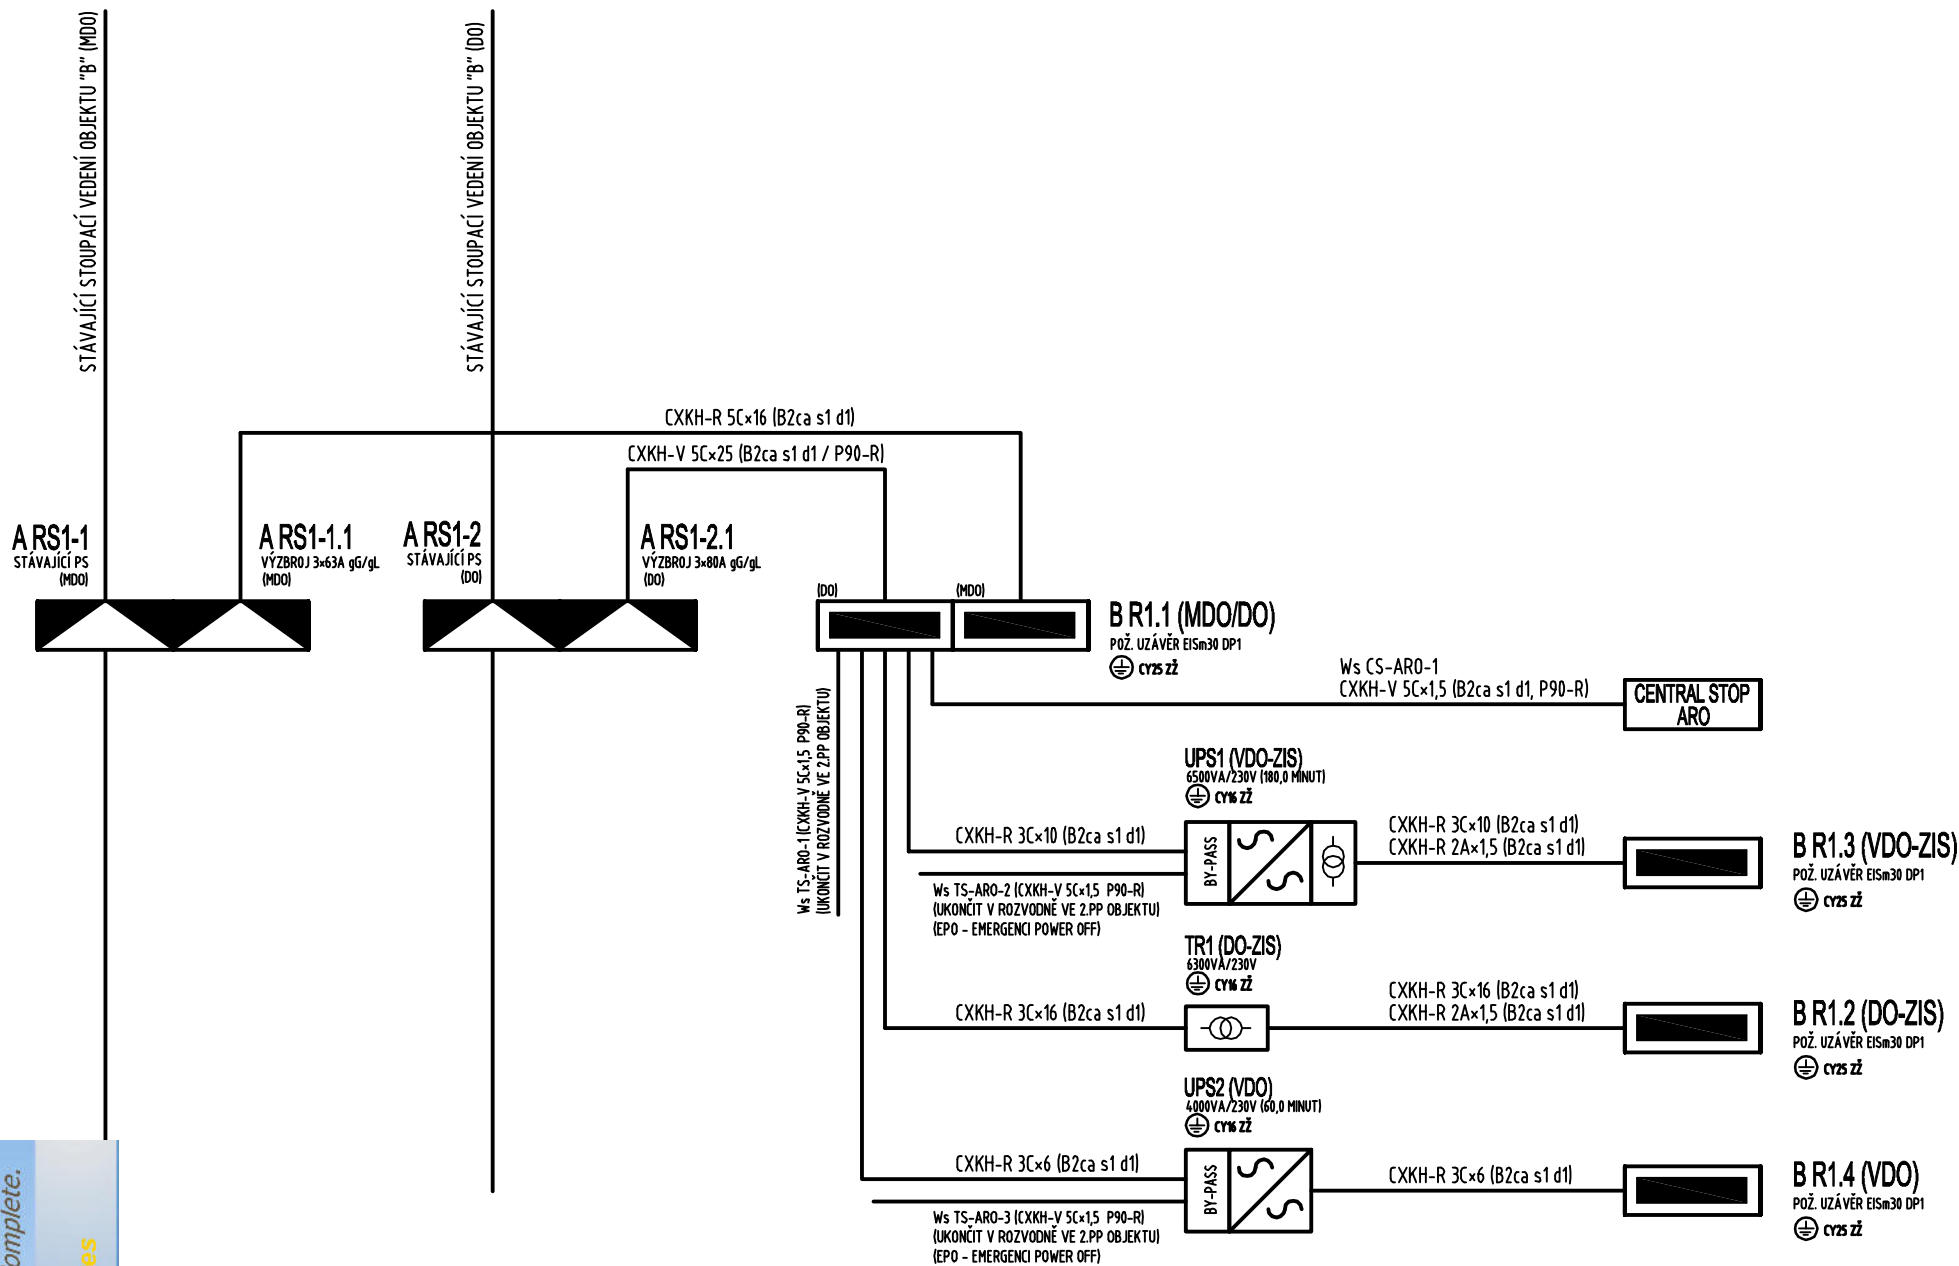 STÁVAJÍCÍ STOUPACÍ VEDENÍ OBJEKTU "B" (MDO)
STÁVAJÍCÍ STOUPACÍ VEDENÍ OBJEKTU "B" (DO)
CXKH-R 5C×16 (B2ca s1 d1)
CXKH-V 5C×25 (B2ca s1 d1 / P90-R)
A RS1-1
STÁVAJÍCÍ PS
(MDO)
A RS1-1.1
VÝZBROJ 3×63A gG/gL
(MDO)
A RS1-2
STÁVAJÍCÍ PS
(DO)
A RS1-2.1
VÝZBROJ 3×80A gG/gL
(DO)
(DO)
(MDO)
B R1.1 (MDO/DO)
POŽ. UZÁVĚR EISm30 DP1
CY25 ZŽ
Ws TS-ARO-1 (CXKH-V 5C×1,5 P90-R)
(UKONČIT V ROZVODNĚ VE 2.PP OBJEKTU)
Ws CS-ARO-1
CXKH-V 5C×1,5 (B2ca s1 d1, P90-R)
CENTRAL STOP
ARO
UPS1 (VDO-ZIS)
6500VA/230V (180,0 MINUT)
CY16 ZŽ
CXKH-R 3C×10 (B2ca s1 d1)
BY-PASS
CXKH-R 3C×10 (B2ca s1 d1)
CXKH-R 2A×1,5 (B2ca s1 d1)
B R1.3 (VDO-ZIS)
POŽ. UZÁVĚR EISm30 DP1
CY25 ZŽ
Ws TS-ARO-2 (CXKH-V 5C×1,5 P90-R)
(UKONČIT V ROZVODNĚ VE 2.PP OBJEKTU)
(EPO - EMERGENCI POWER OFF)
TR1 (DO-ZIS)
6300VA/230V
CY16 ZŽ
CXKH-R 3C×16 (B2ca s1 d1)
CXKH-R 3C×16 (B2ca s1 d1)
CXKH-R 2A×1,5 (B2ca s1 d1)
B R1.2 (DO-ZIS)
POŽ. UZÁVĚR EISm30 DP1
CY25 ZŽ
UPS2 (VDO)
4000VA/230V (60,0 MINUT)
CY16 ZŽ
CXKH-R 3C×6 (B2ca s1 d1)
BY-PASS
CXKH-R 3C×6 (B2ca s1 d1)
B R1.4 (VDO)
POŽ. UZÁVĚR EISm30 DP1
CY25 ZŽ
Ws TS-ARO-3 (CXKH-V 5C×1,5 P90-R)
(UKONČIT V ROZVODNĚ VE 2.PP OBJEKTU)
(EPO - EMERGENCI POWER OFF)